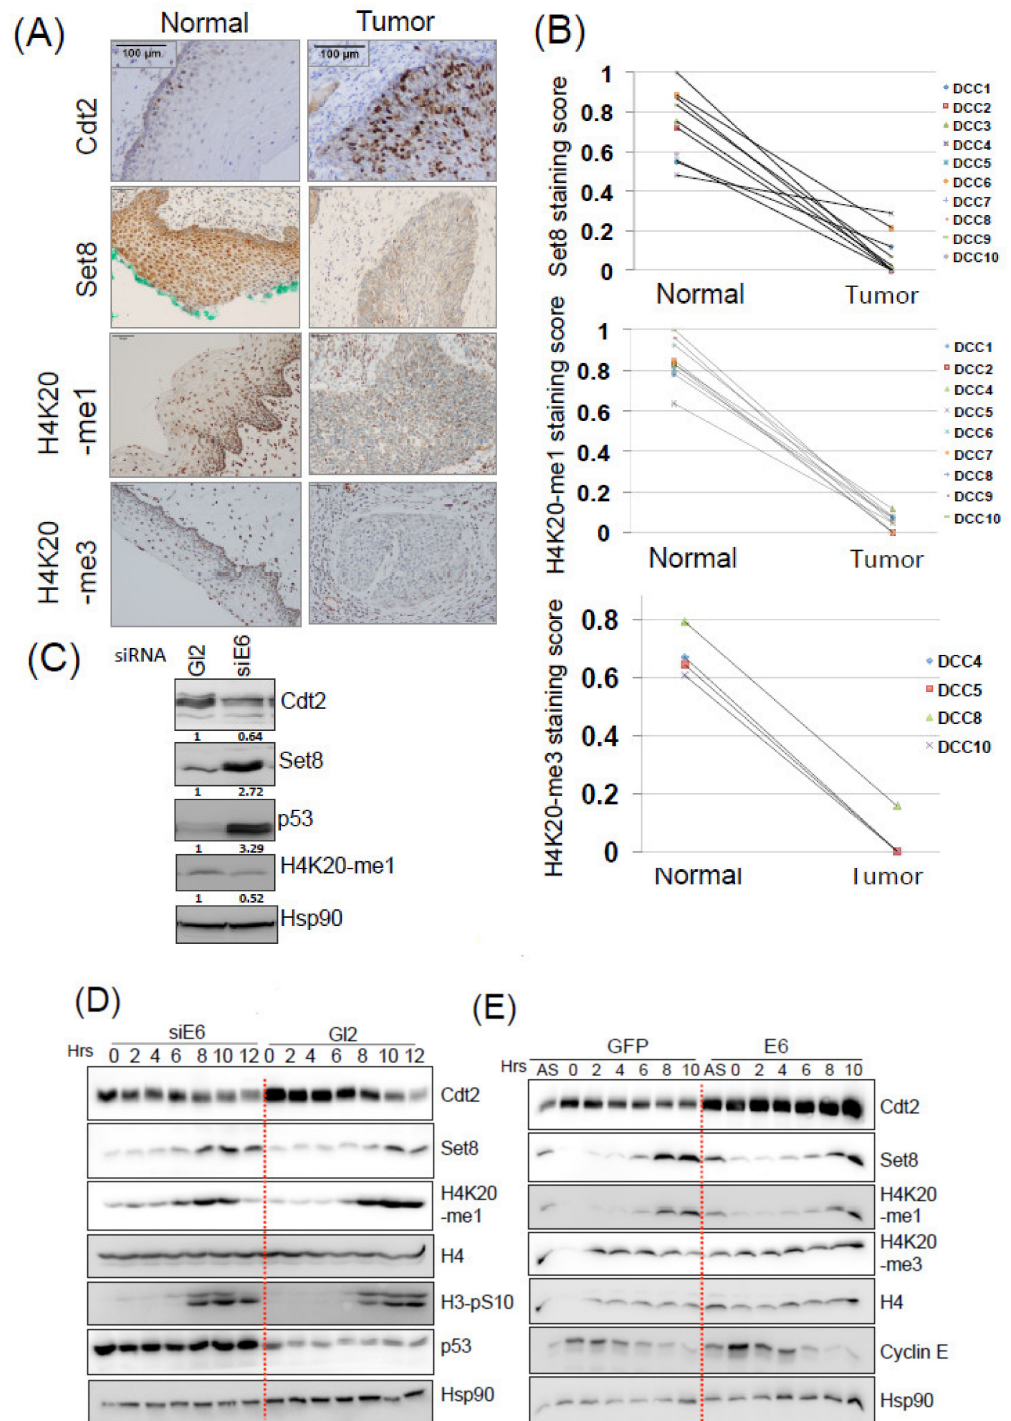 (A)
Normal
Tumor
100 µm
100 µm
Cdt2
Set8
H4K20
-me1
H4K20
-me3
(B)
Set8 staining score
1
0.8
0.6
0.4
0.2
0
Normal
Tumor
DCC1
DCC2
DCC3
DCC4
DCC5
DCC6
DCC7
DCC8
DCC9
DCC10
H4K20-me1 staining score
1
0.8
0.6
0.4
0.2
0
Normal
Tumor
DCC1
DCC2
DCC4
DCC5
DCC6
DCC7
DCC8
DCC9
DCC10
H4K20-me3 staining score
0.8
0.6
0.4
0.2
0
Normal
Tumor
DCC4
DCC5
DCC8
DCC10
(C)
siRNA
Gl2
siE6
Cdt2
1 0.64
Set8
1 2.72
p53
1 3.29
H4K20-me1
1 0.52
Hsp90
(D)
siE6 Gl2
Hrs 0 2 4 6 8 10 12 0 2 4 6 8 10 12
Cdt2
Set8
H4K20
-me1
H4
H3-pS10
p53
Hsp90
(E)
GFP E6
Hrs AS 0 2 4 6 8 10 AS 0 2 4 6 8 10
Cdt2
Set8
H4K20
-me1
H4K20
-me3
H4
Cyclin E
Hsp90